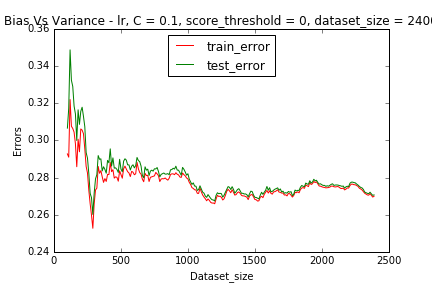 Bias Vs Variance - lr, C = 0.1, score_threshold = 0, dataset_size = 2400
0.36
train_error
test_error
0.34
0.32
0.30
0.28
0.26
0.24
Errors
0
500
1000
1500
2000
2500
Dataset_size